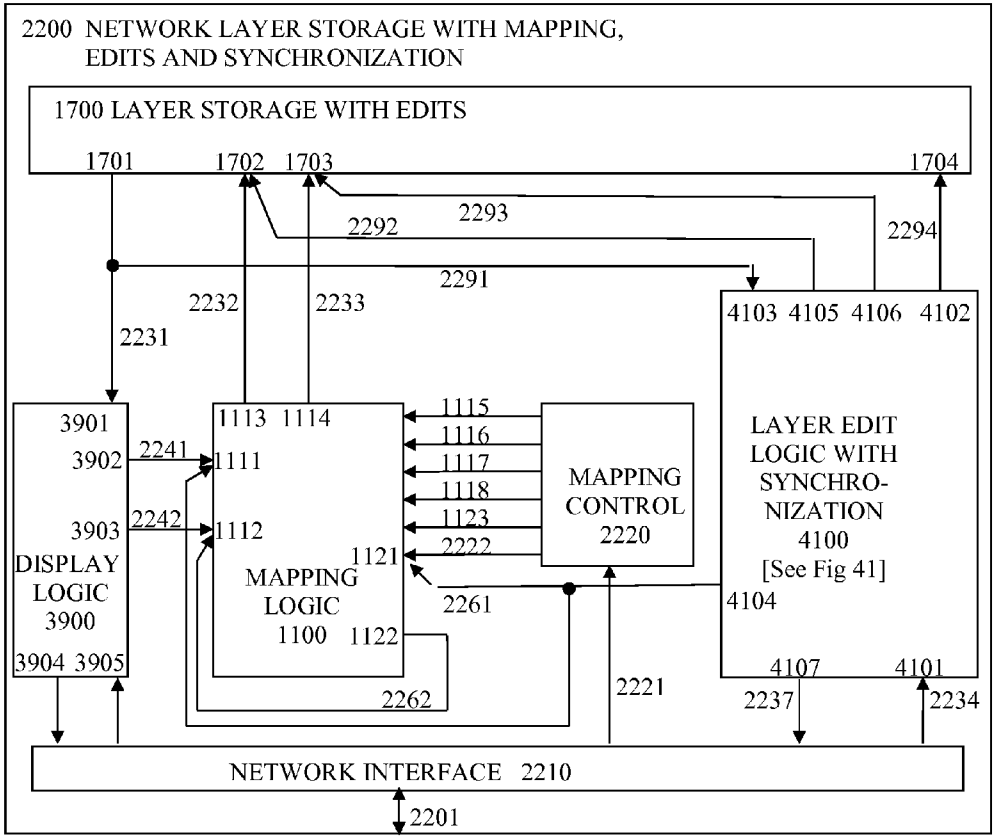 2200 NETWORK LAYER STORAGE WITH MAPPING,
EDITS AND SYNCHRONIZATION
1700 LAYER STORAGE WITH EDITS
1701 1702 1703 1704
2293
2292
2294
2291
2232 2233
4103 4105 4106 4102
2231
3901
1113 1114
1115
1116
1117
1118
1123
2222
3902
2241
1111
3903
2242
1112
1121
MAPPING
CONTROL
2220
LAYER EDIT
LOGIC WITH
SYNCHRO-
NIZATION
4100
[See Fig 41]
DISPLAY
LOGIC
3900
MAPPING
LOGIC
1100
2261
4104
1122
3904 3905
4107 4101
2262
2221
2237
2234
NETWORK INTERFACE 2210
2201